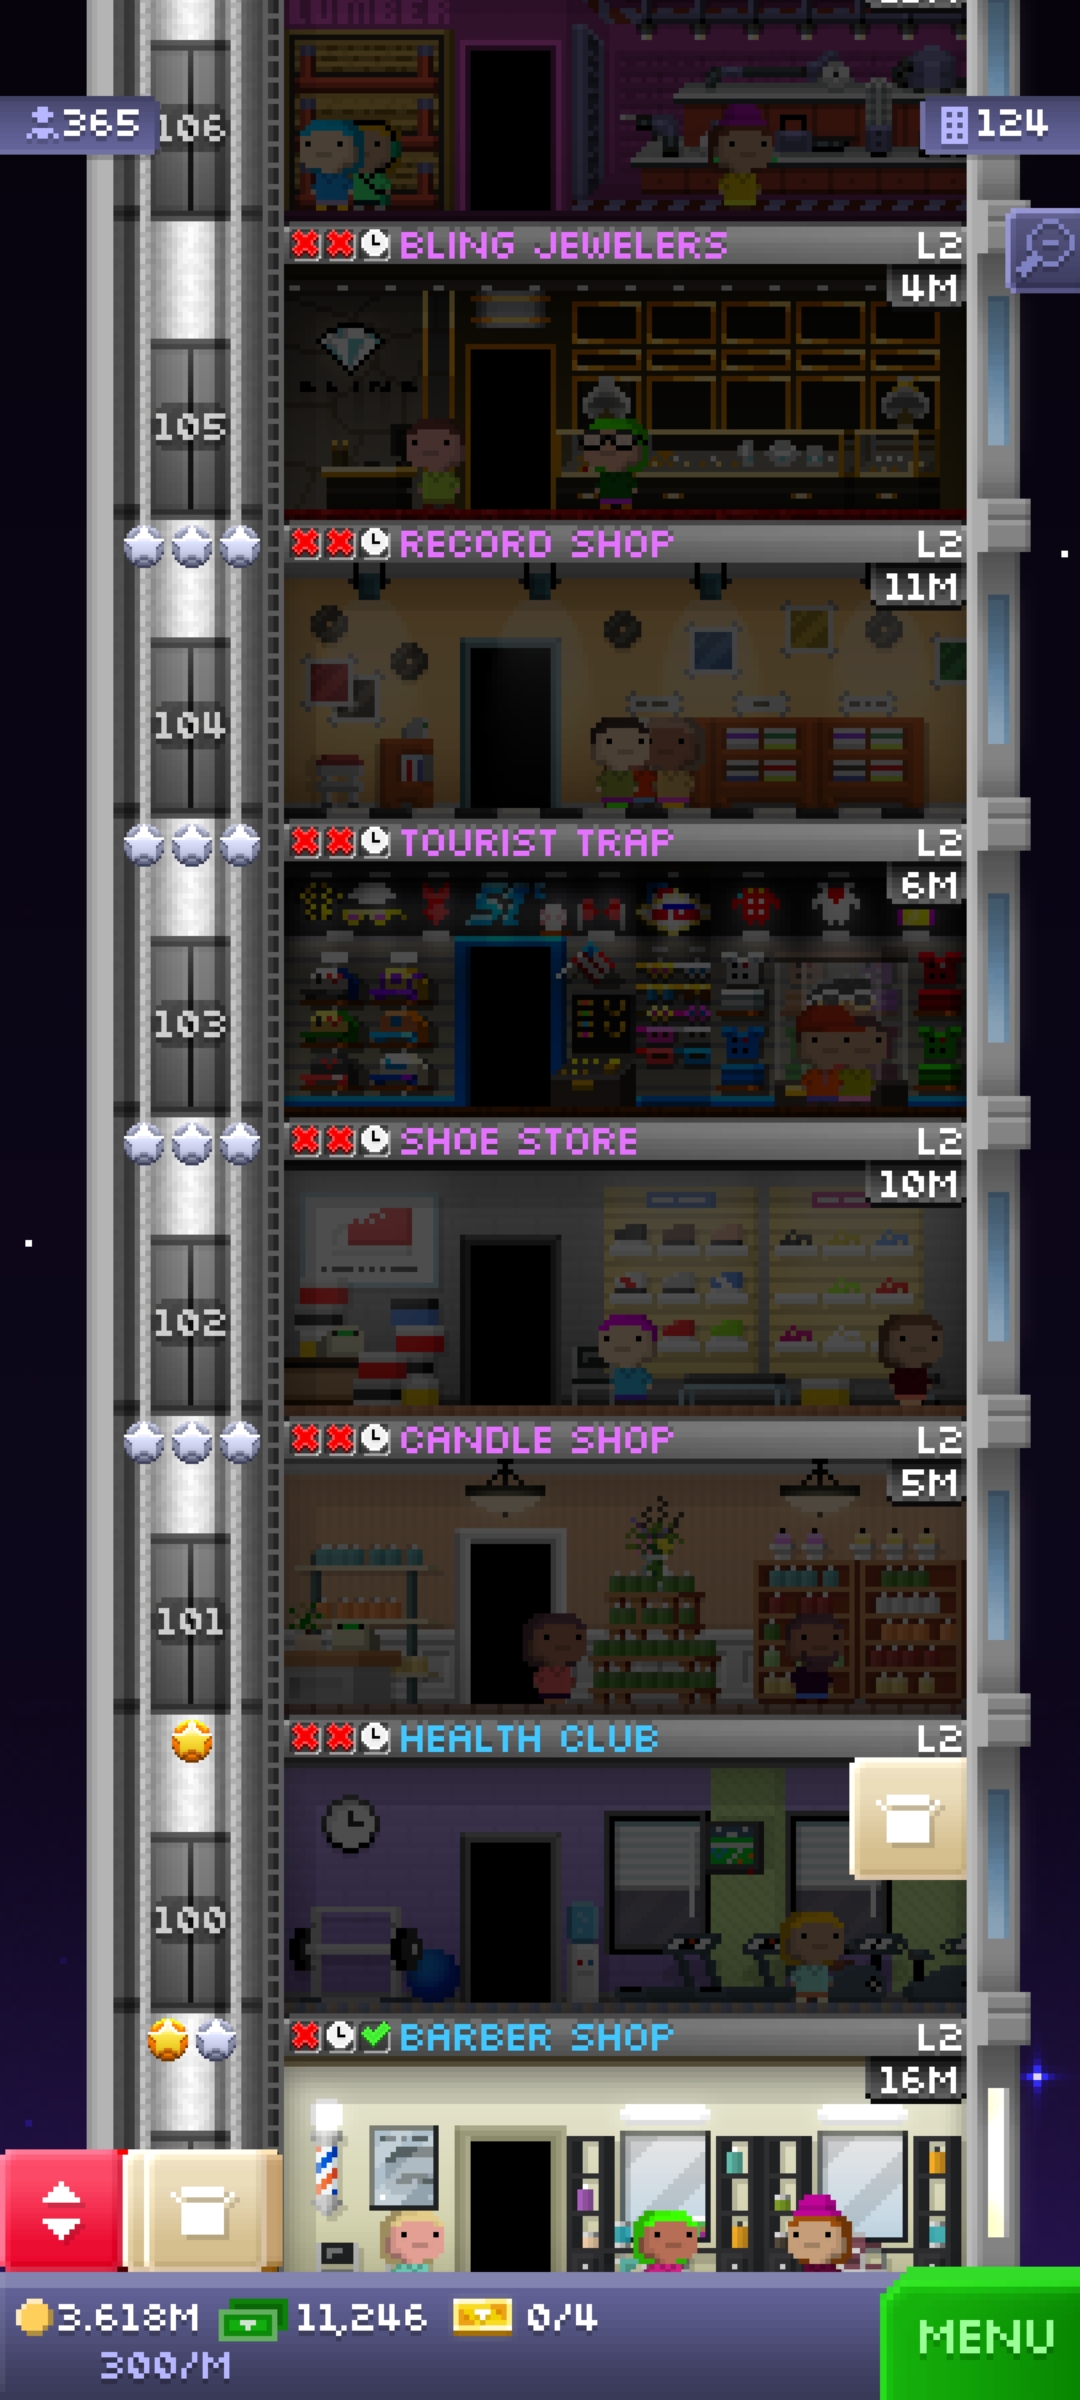 LUMBER
365
106
124
BLING JEWELERS L2
4M
BLING
105
RECORD SHOP L2
11M
104
TOURIST TRAP L2
6M
103
SHOE STORE L2
10M
102
CANDLE SHOP L2
5M
101
HEALTH CLUB L2
100
BARBER SHOP L2
16M
3.618M 11,246 0/4
300/M
MENU